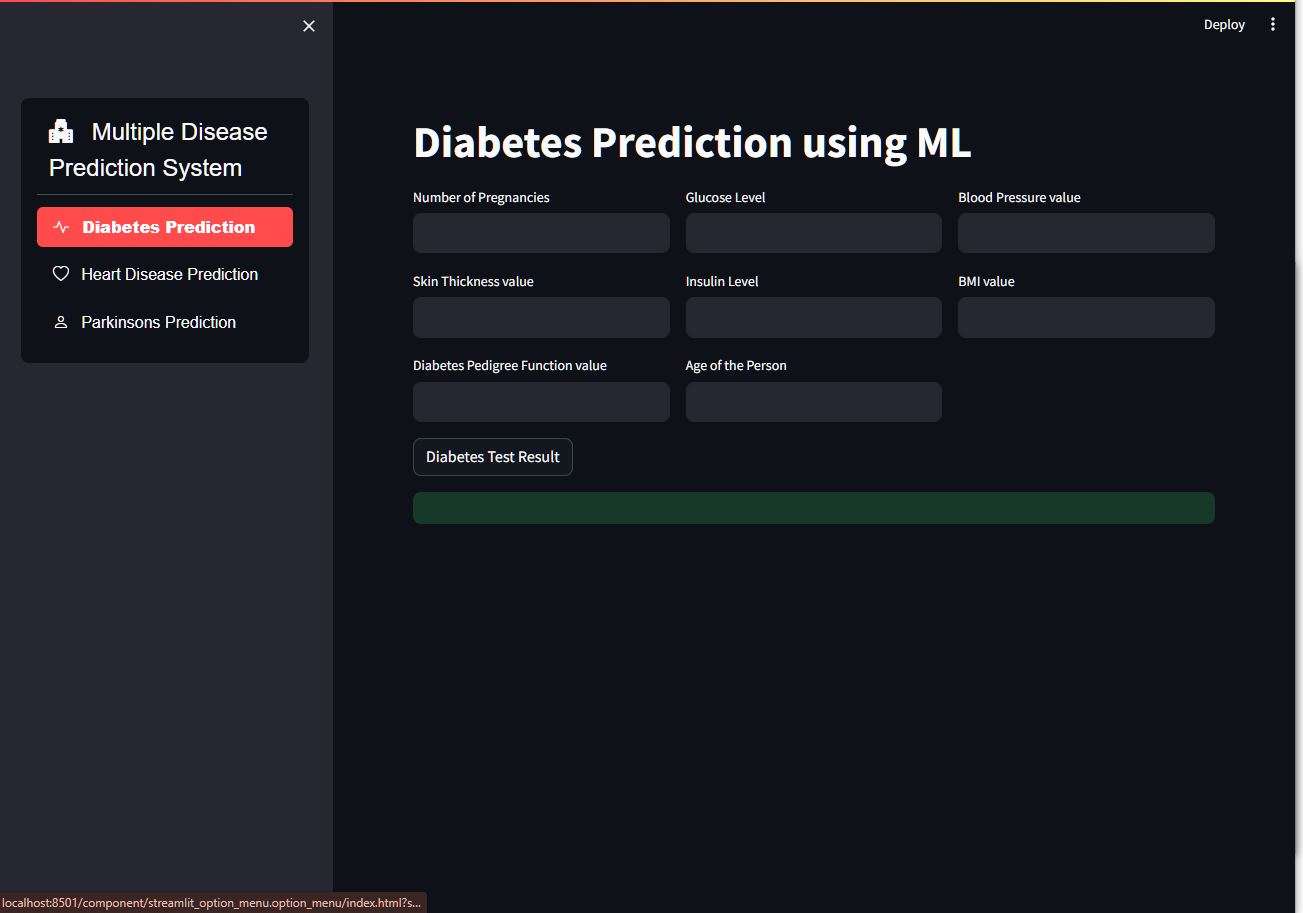 Deploy
Multiple Disease
Prediction System
Diabetes Prediction
Heart Disease Prediction
Parkinsons Prediction
Diabetes Prediction using ML
Number of Pregnancies
Glucose Level
Blood Pressure value
Skin Thickness value
Insulin Level
BMI value
Diabetes Pedigree Function value
Age of the Person
Diabetes Test Result
localhost:8501/component/streamlit_option_menu.option_menu/index.html?s...